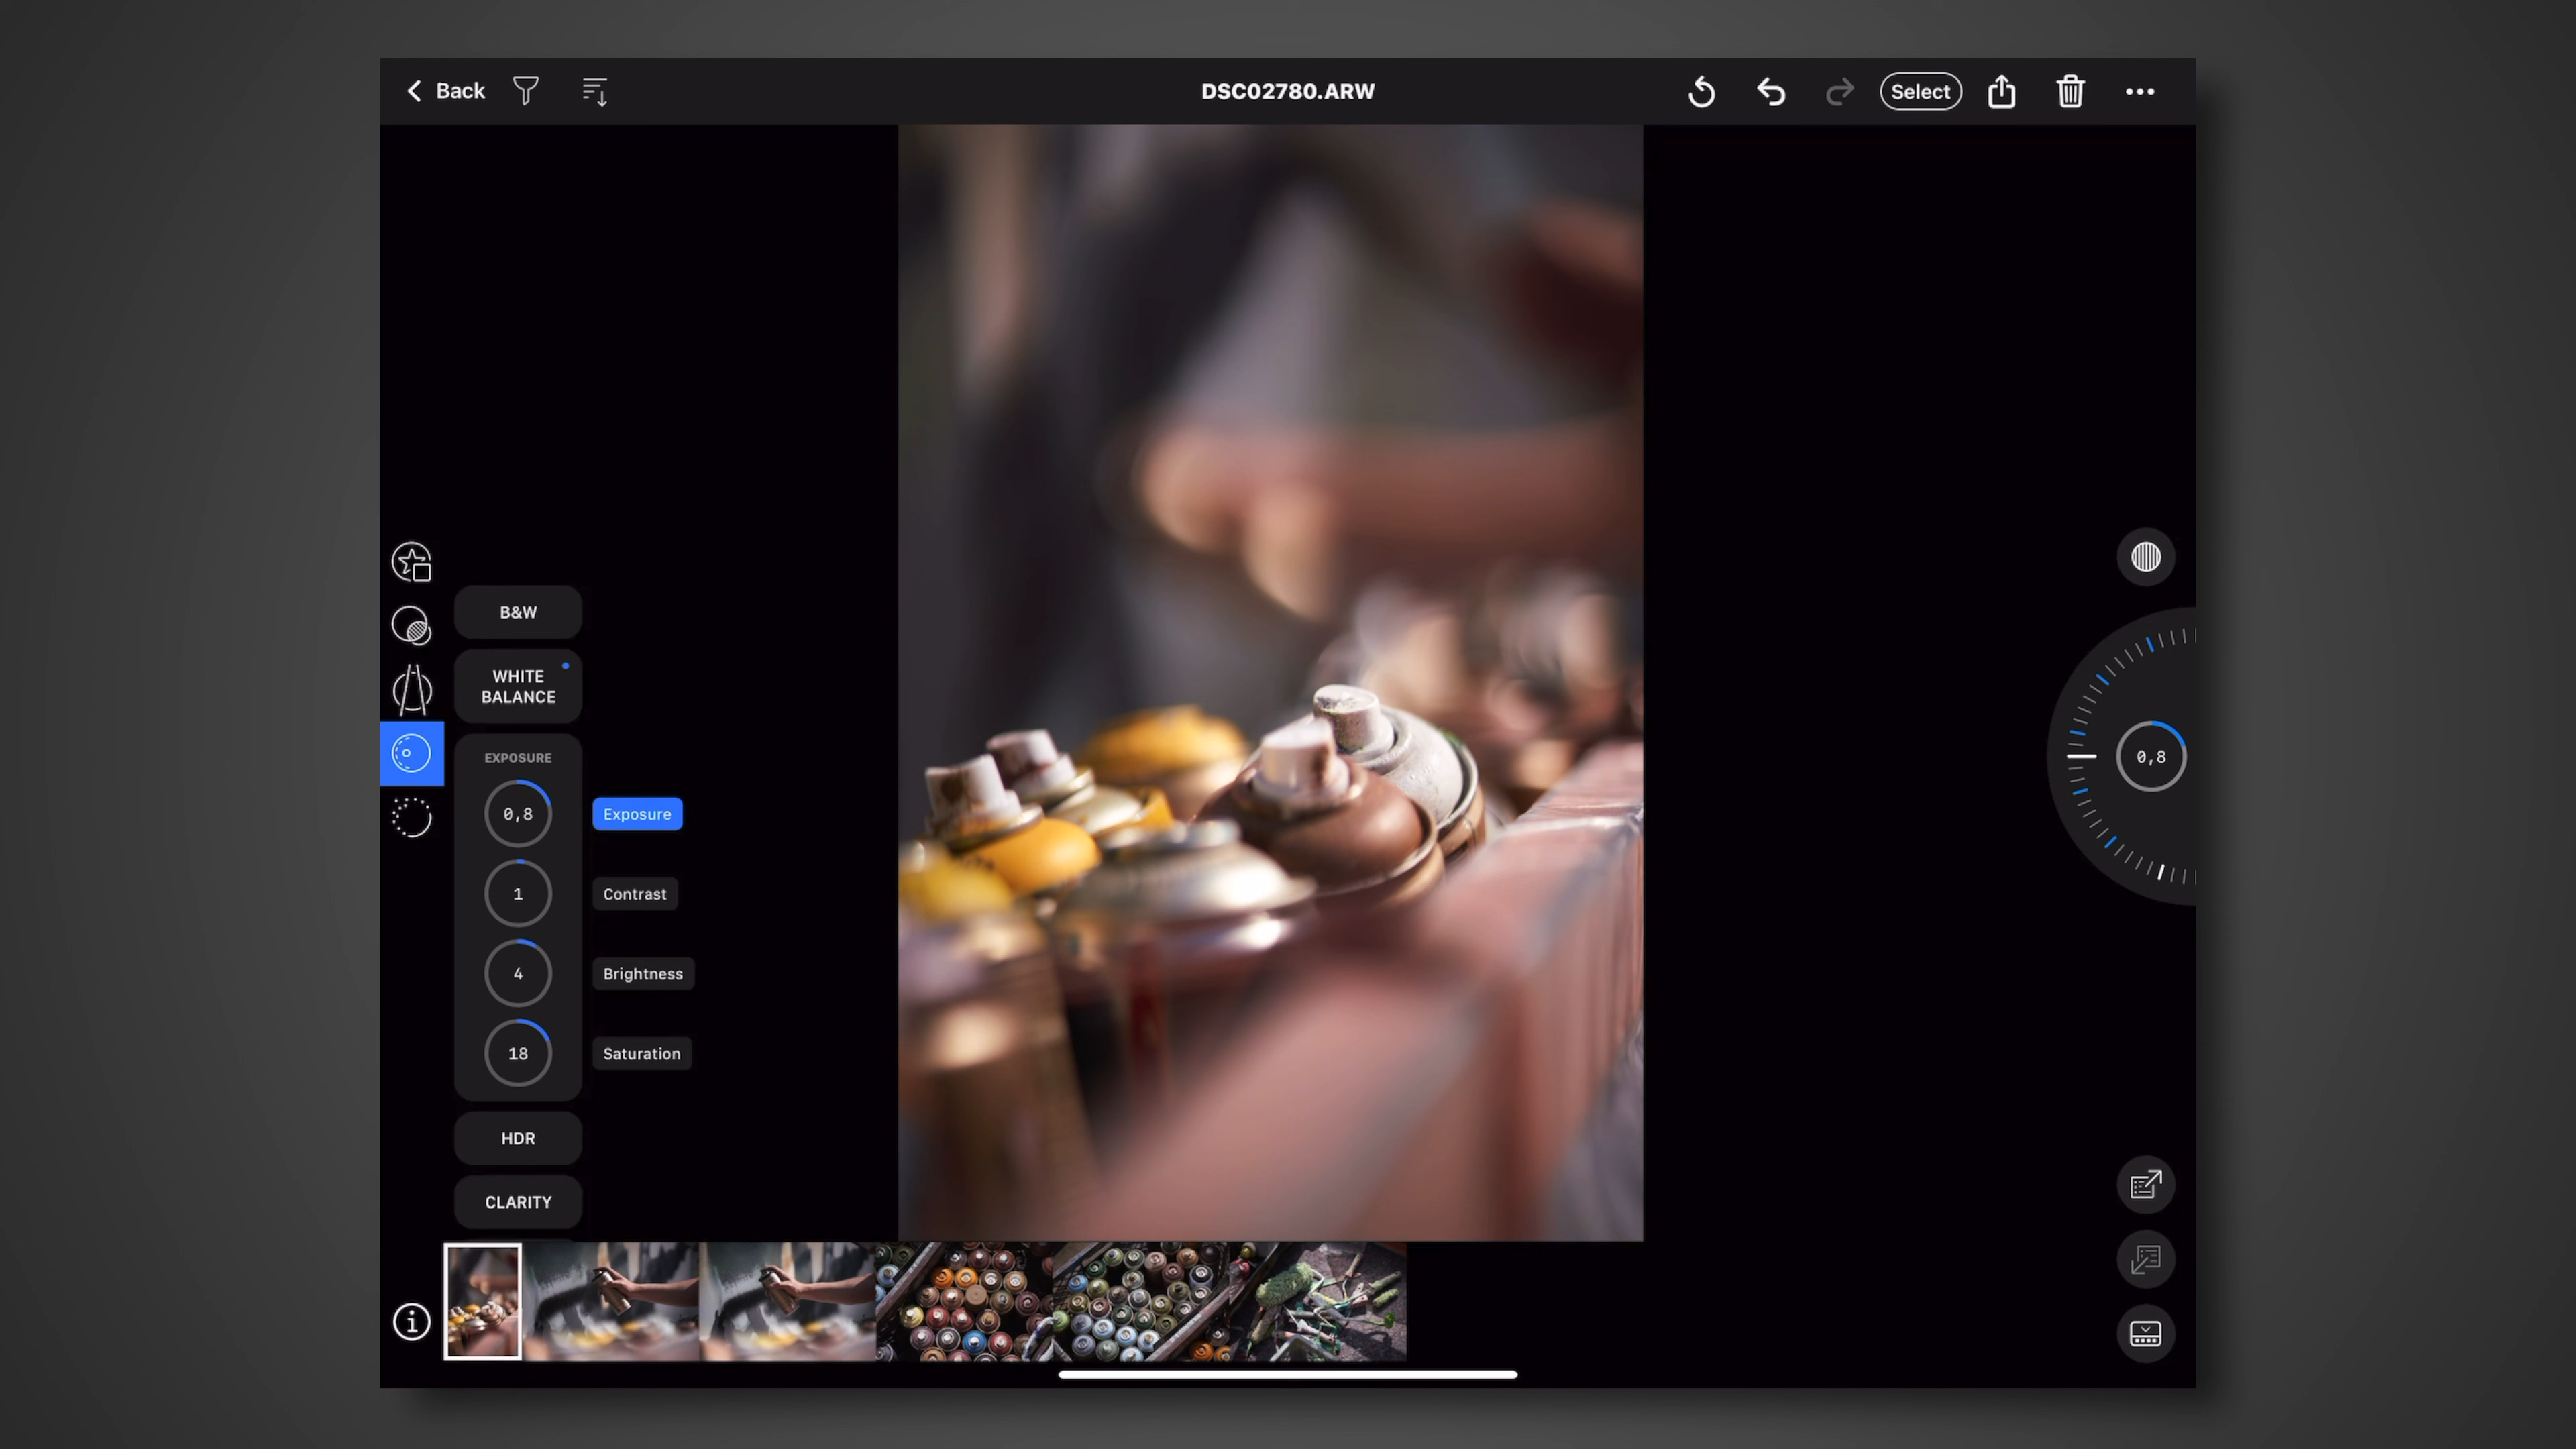 Back
DSC02780.ARW
Select
B&W
WHITE
BALANCE
EXPOSURE
0,8
Exposure
1
Contrast
4
Brightness
18
Saturation
HDR
CLARITY
0,8